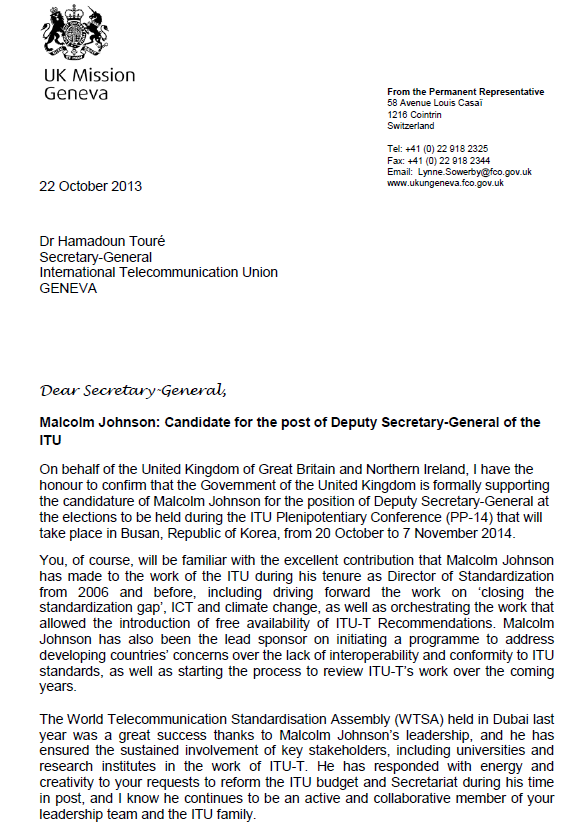 UK Mission
Geneva
From the Permanent Representative
58 Avenue Louis Casaï
1216 Cointrin
Switzerland
Tel: +41 (0) 22 918 2325
Fax: +41 (0) 22 918 2344
Email: Lynne.Sowerby@fco.gov.uk
www.ukungeneva.fco.gov.uk
22 October 2013
Dr Hamadoun Touré
Secretary-General
International Telecommunication Union
GENEVA
Dear Secretary-General,
Malcolm Johnson: Candidate for the post of Deputy Secretary-General of the
ITU
On behalf of the United Kingdom of Great Britain and Northern Ireland, I have the
honour to confirm that the Government of the United Kingdom is formally supporting
the candidature of Malcolm Johnson for the position of Deputy Secretary-General at
the elections to be held during the ITU Plenipotentiary Conference (PP-14) that will
take place in Busan, Republic of Korea, from 20 October to 7 November 2014.
You, of course, will be familiar with the excellent contribution that Malcolm Johnson
has made to the work of the ITU during his tenure as Director of Standardization
from 2006 and before, including driving forward the work on ‘closing the
standardization gap’, ICT and climate change, as well as orchestrating the work that
allowed the introduction of free availability of ITU-T Recommendations. Malcolm
Johnson has also been the lead sponsor on initiating a programme to address
developing countries’ concerns over the lack of interoperability and conformity to ITU
standards, as well as starting the process to review ITU-T’s work over the coming
years.
The World Telecommunication Standardisation Assembly (WTSA) held in Dubai last
year was a great success thanks to Malcolm Johnson’s leadership, and he has
ensured the sustained involvement of key stakeholders, including universities and
research institutes in the work of ITU-T. He has responded with energy and
creativity to your requests to reform the ITU budget and Secretariat during his time
in post, and I know he continues to be an active and collaborative member of your
leadership team and the ITU family.